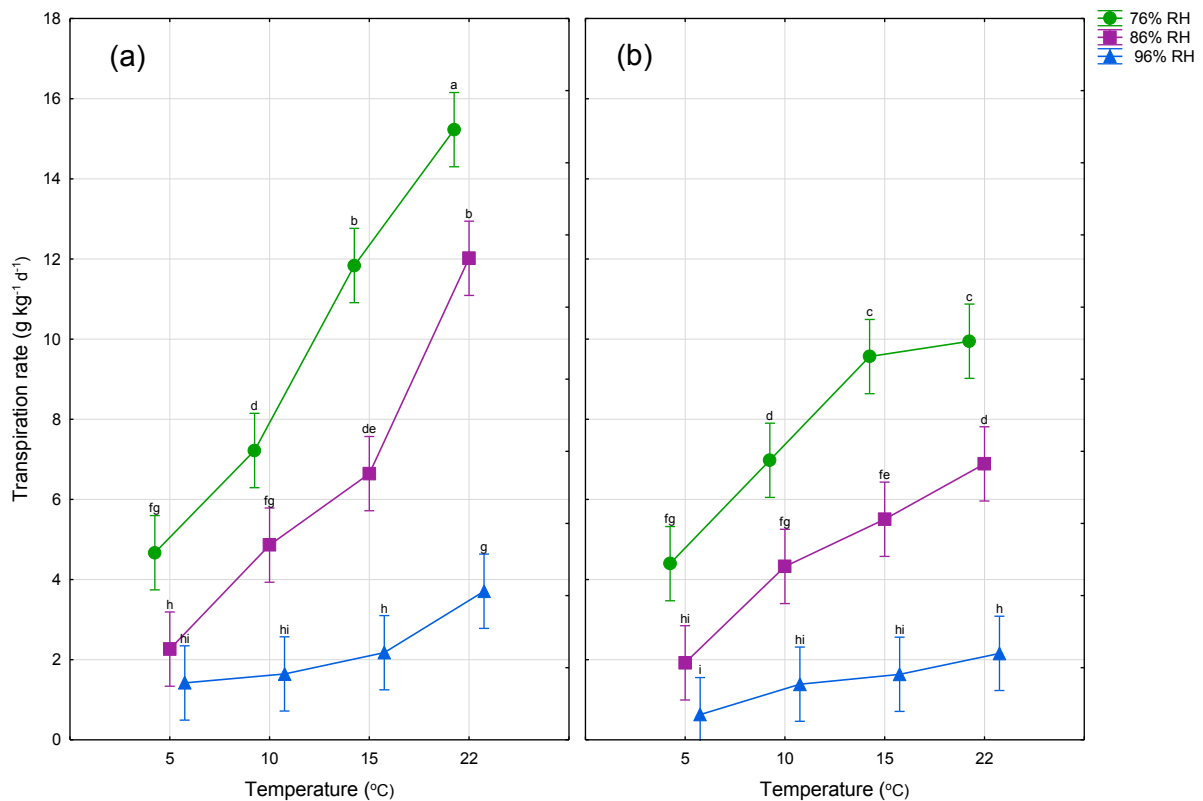 76% RH
86% RH
96% RH
(a)
(b)
18
16
14
12
10
8
6
4
2
0
Transpiration rate (g kg⁻¹ d⁻¹)
a
b
b
d
de
fg
fg
g
h
h
hi
hi
c
c
d
d
fe
fg
fg
hi
hi
hi
h
i
5 10 15 22
5 10 15 22
Temperature (°C)
Temperature (°C)